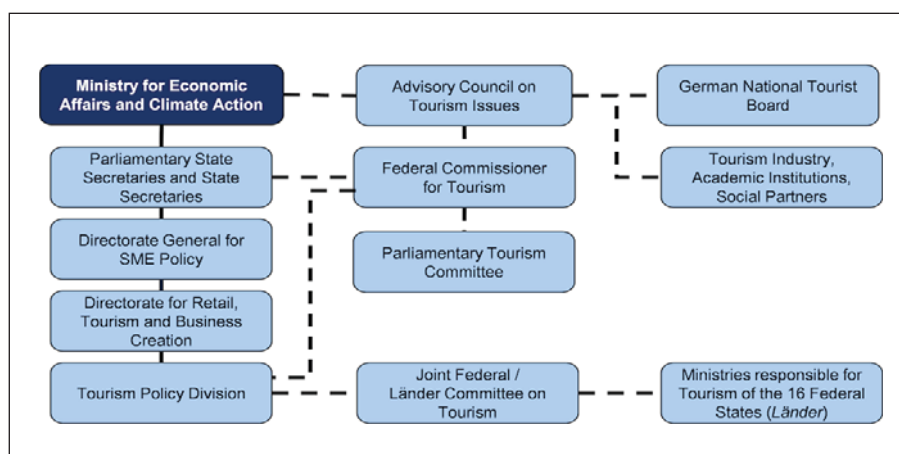 Ministry for Economic
Affairs and Climate Action
Advisory Council on
Tourism Issues
German National Tourist
Board
Parliamentary State
Secretaries and State
Secretaries
Federal Commissioner
for Tourism
Tourism Industry,
Academic Institutions,
Social Partners
Directorate General for
SME Policy
Parliamentary Tourism
Committee
Directorate for Retail,
Tourism and Business
Creation
Tourism Policy Division
Joint Federal /
Länder Committee on
Tourism
Ministries responsible for
Tourism of the 16 Federal
States (Länder)